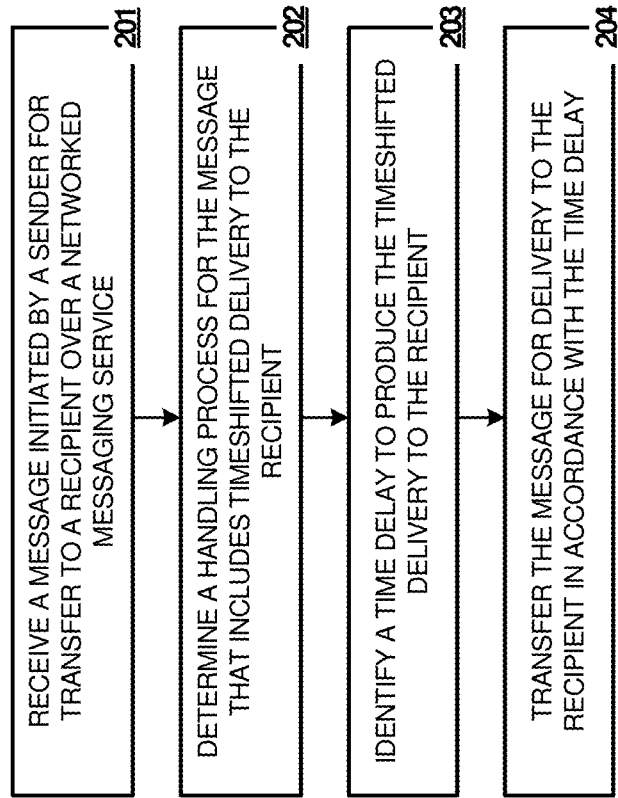 RECEIVE A MESSAGE INITIATED BY A SENDER FOR
TRANSFER TO A RECIPIENT OVER A NETWORKED
MESSAGING SERVICE
201
DETERMINE A HANDLING PROCESS FOR THE MESSAGE
THAT INCLUDES TIMESHIFTED DELIVERY TO THE
RECIPIENT
202
IDENTIFY A TIME DELAY TO PRODUCE THE TIMESHIFTED
DELIVERY TO THE RECIPIENT
203
TRANSFER THE MESSAGE FOR DELIVERY TO THE
RECIPIENT IN ACCORDANCE WITH THE TIME DELAY
204